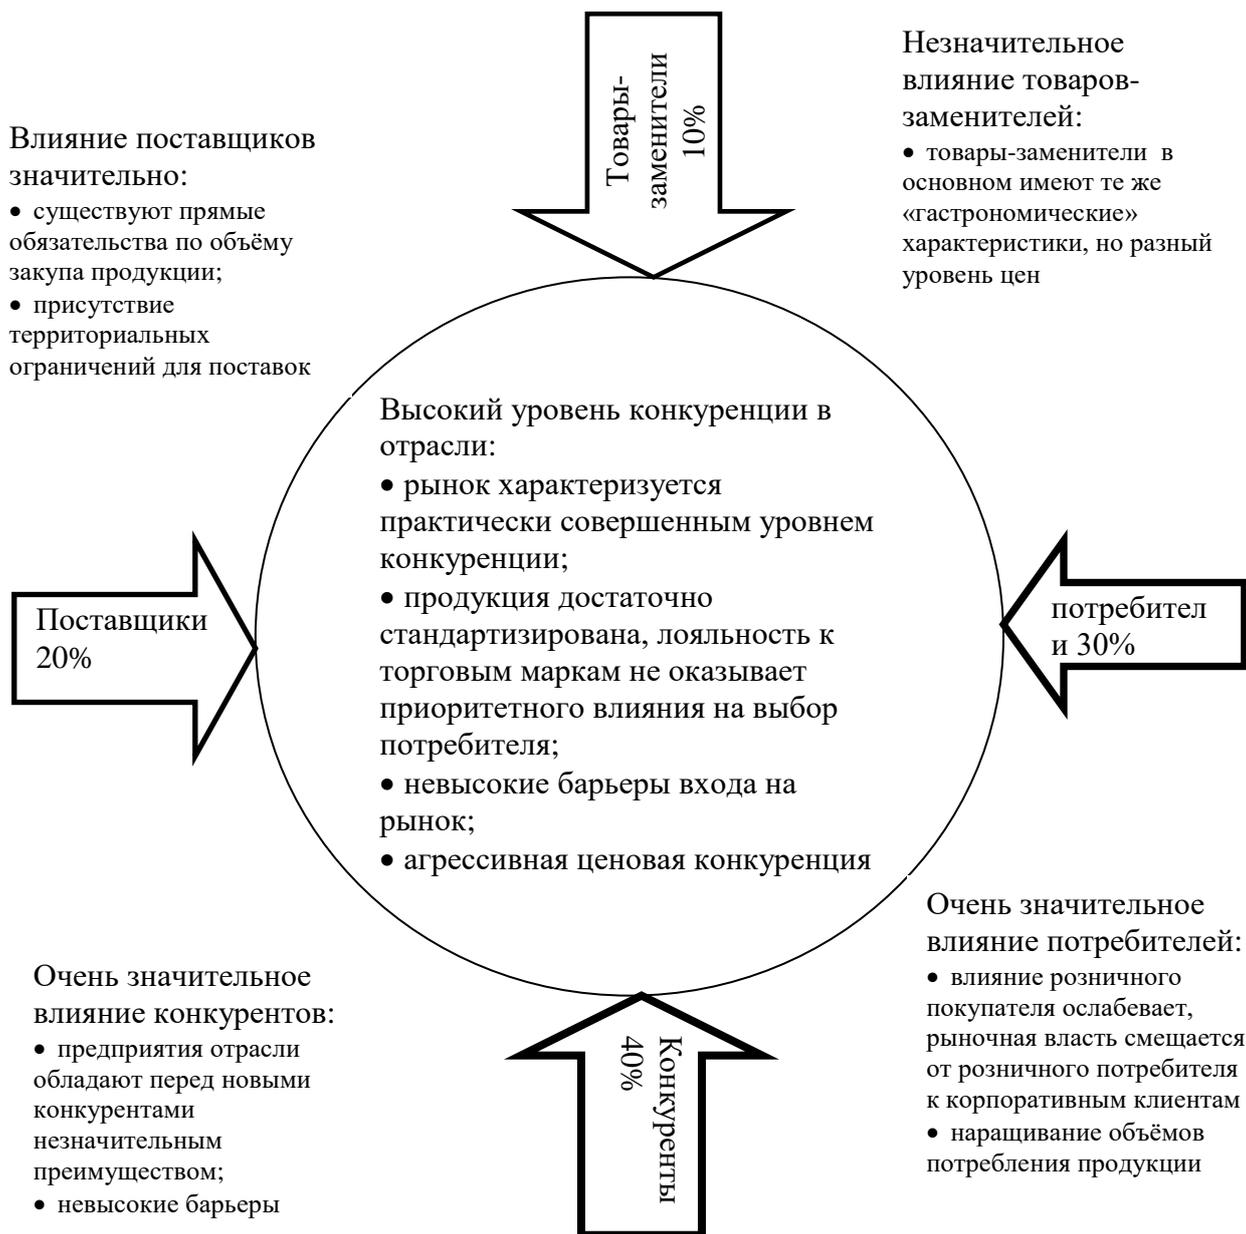 Товары-
заменители
10%
Незначительное
влияние товаров-
заменителей:
• товары-заменители в
основном имеют те же
«гастрономические»
характеристики, но разный
уровень цен
Влияние поставщиков
значительно:
• существуют прямые
обязательства по объёму
закупа продукции;
• присутствие
территориальных
ограничений для поставок
Высокий уровень конкуренции в
отрасли:
• рынок характеризуется
практически совершенным уровнем
конкуренции;
• продукция достаточно
стандартизирована, лояльность к
торговым маркам не оказывает
приоритетного влияния на выбор
потребителя;
• невысокие барьеры входа на
рынок;
• агрессивная ценовая конкуренция
Поставщики
20%
потребител
и 30%
Очень значительное
влияние конкурентов:
• предприятия отрасли
обладают перед новыми
конкурентами
незначительным
преимуществом;
• невысокие барьеры
Конкуренты
40%
Очень значительное
влияние потребителей:
• влияние розничного
покупателя ослабевает,
рыночная власть смещается
от розничного потребителя
к корпоративным клиентам
• наращивание объёмов
потребления продукции